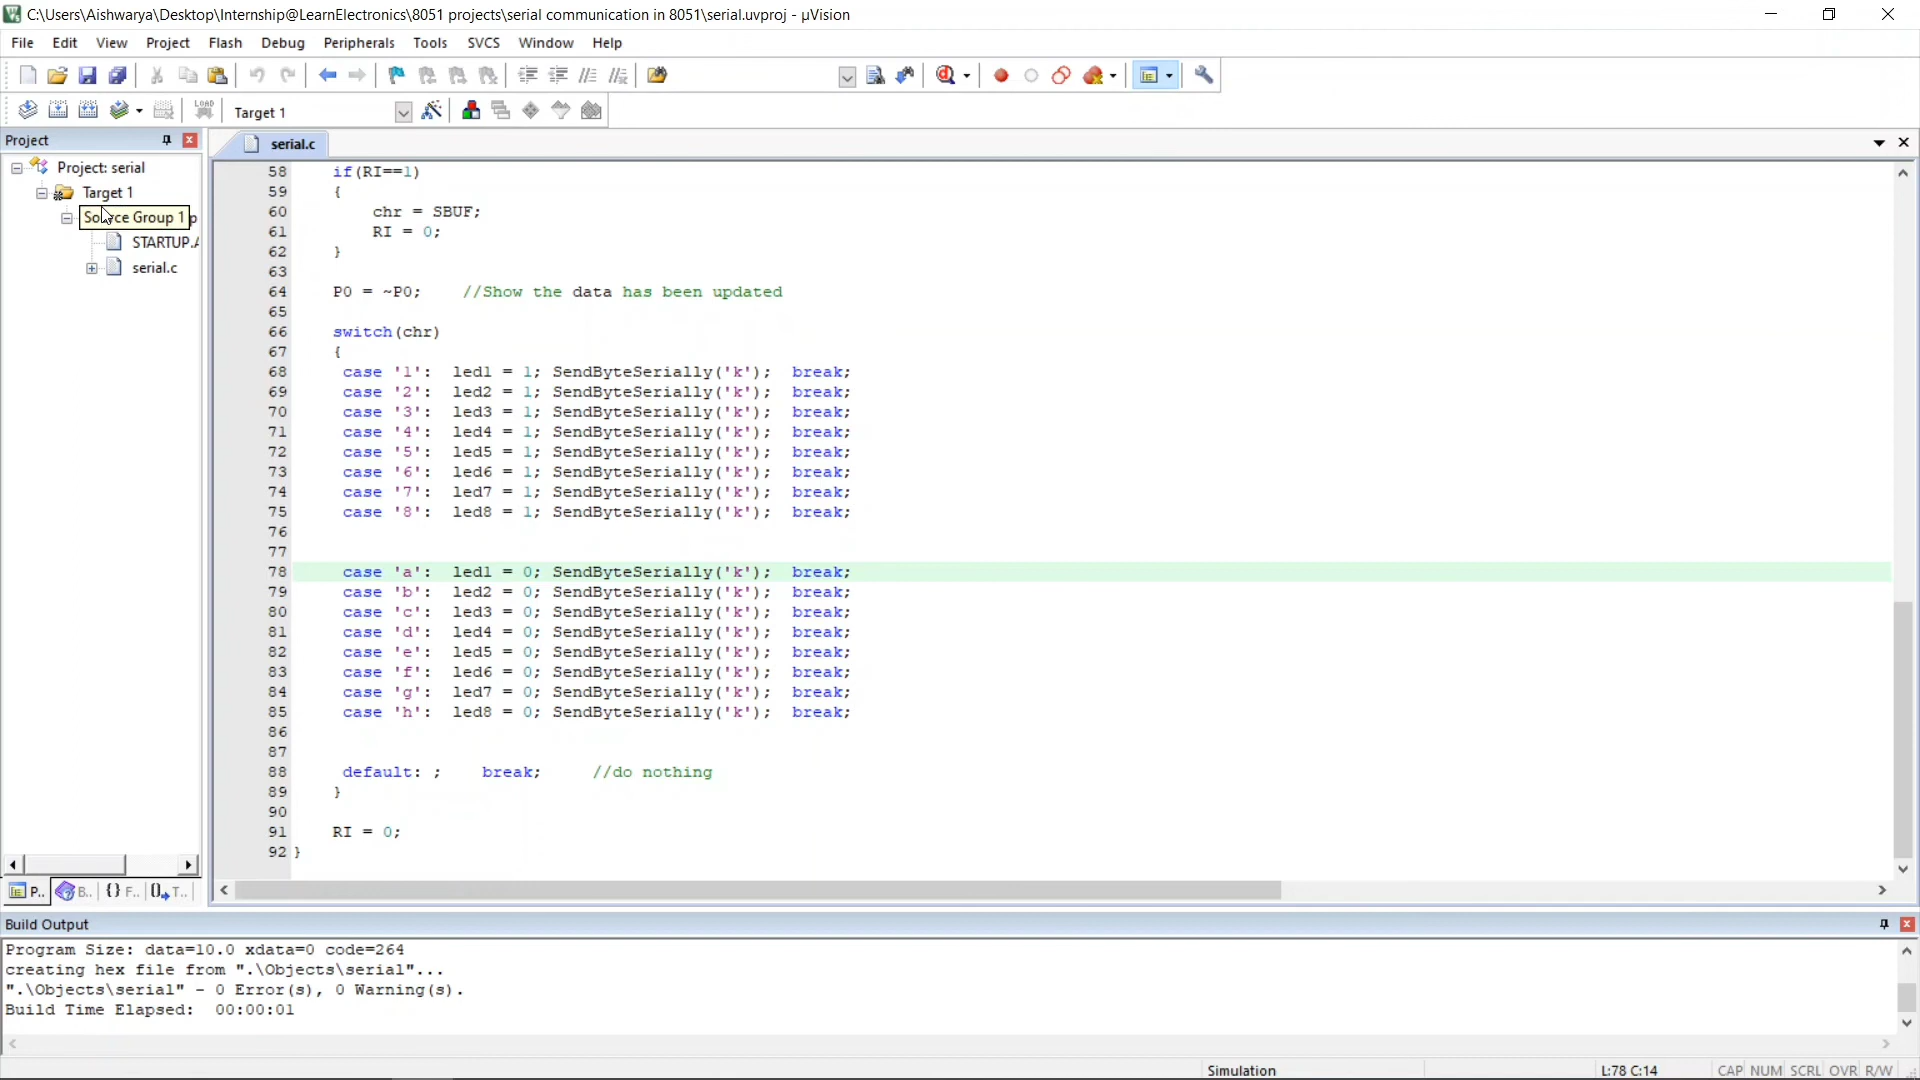 C:\Users\Aishwarya\Desktop\Internship@LearnElectronics\8051 projects\serial communication in 8051\serial.uvproj - µVision
File Edit View Project Flash Debug Peripherals Tools SVCS Window Help
LOAD Target 1
Project
serial.c
Project: serial
Target 1
Source Group 1
STARTUP.A
serial.c
58 if(RI==1)
59 {
60 chr = SBUF;
61 RI = 0;
62 }
63
64 P0 = ~P0; //Show the data has been updated
65
66 switch(chr)
67 {
68 case '1': led1 = 1; SendByteSerially('k'); break;
69 case '2': led2 = 1; SendByteSerially('k'); break;
70 case '3': led3 = 1; SendByteSerially('k'); break;
71 case '4': led4 = 1; SendByteSerially('k'); break;
72 case '5': led5 = 1; SendByteSerially('k'); break;
73 case '6': led6 = 1; SendByteSerially('k'); break;
74 case '7': led7 = 1; SendByteSerially('k'); break;
75 case '8': led8 = 1; SendByteSerially('k'); break;
76
77
78 case 'a': led1 = 0; SendByteSerially('k'); break;
79 case 'b': led2 = 0; SendByteSerially('k'); break;
80 case 'c': led3 = 0; SendByteSerially('k'); break;
81 case 'd': led4 = 0; SendByteSerially('k'); break;
82 case 'e': led5 = 0; SendByteSerially('k'); break;
83 case 'f': led6 = 0; SendByteSerially('k'); break;
84 case 'g': led7 = 0; SendByteSerially('k'); break;
85 case 'h': led8 = 0; SendByteSerially('k'); break;
86
87
88 default: ; break; //do nothing
89 }
90
91 RI = 0;
92 }
P.. B.. {} F.. T..
Build Output
Program Size: data=10.0 xdata=0 code=264
creating hex file from ".\Objects\serial"...
".\Objects\serial" - 0 Error(s), 0 Warning(s).
Build Time Elapsed: 00:00:01
Simulation L:78 C:14 CAP NUM SCRL OVR R/W